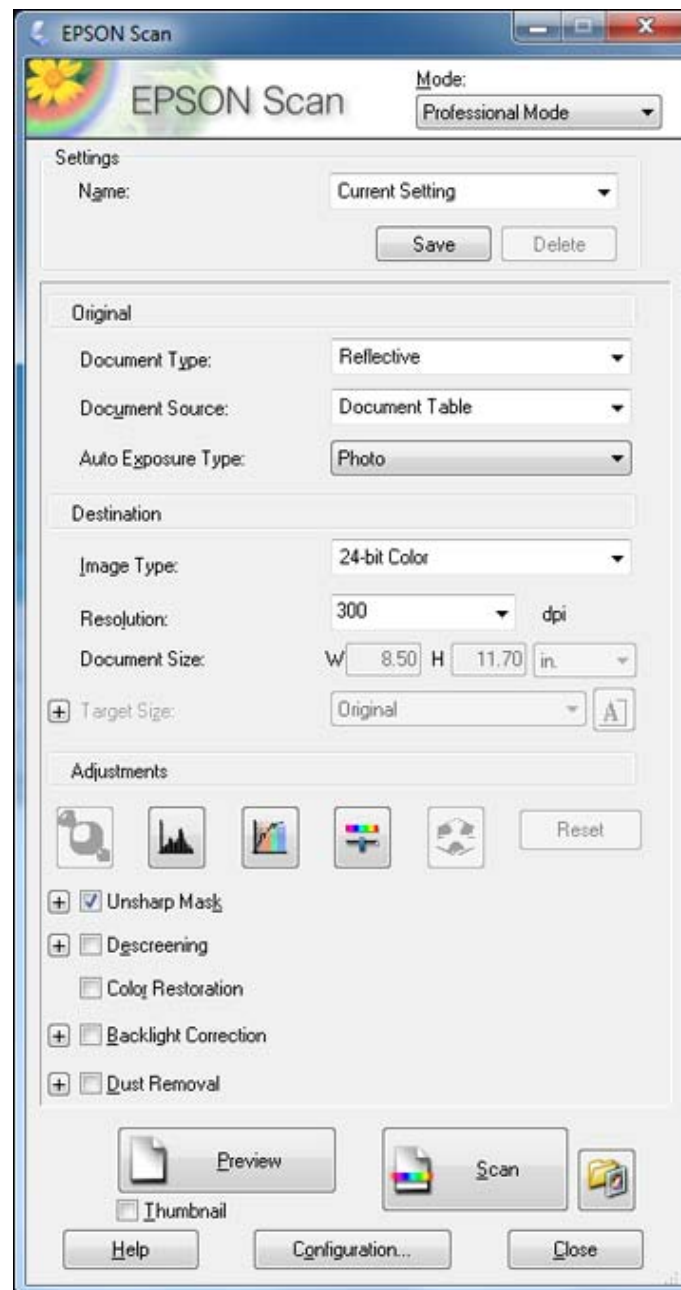 EPSON Scan
EPSON Scan
Mode:
Professional Mode
Settings
Name:
Current Setting
Save
Delete
Original
Document Type:
Reflective
Document Source:
Document Table
Auto Exposure Type:
Photo
Destination
Image Type:
24-bit Color
Resolution:
300
dpi
Document Size:
W 8.50 H 11.70 in.
Target Size:
Original
A
Adjustments
Reset
Unsharp Mask
Descreening
Color Restoration
Backlight Correction
Dust Removal
Preview
Scan
Thumbnail
Help
Configuration...
Close